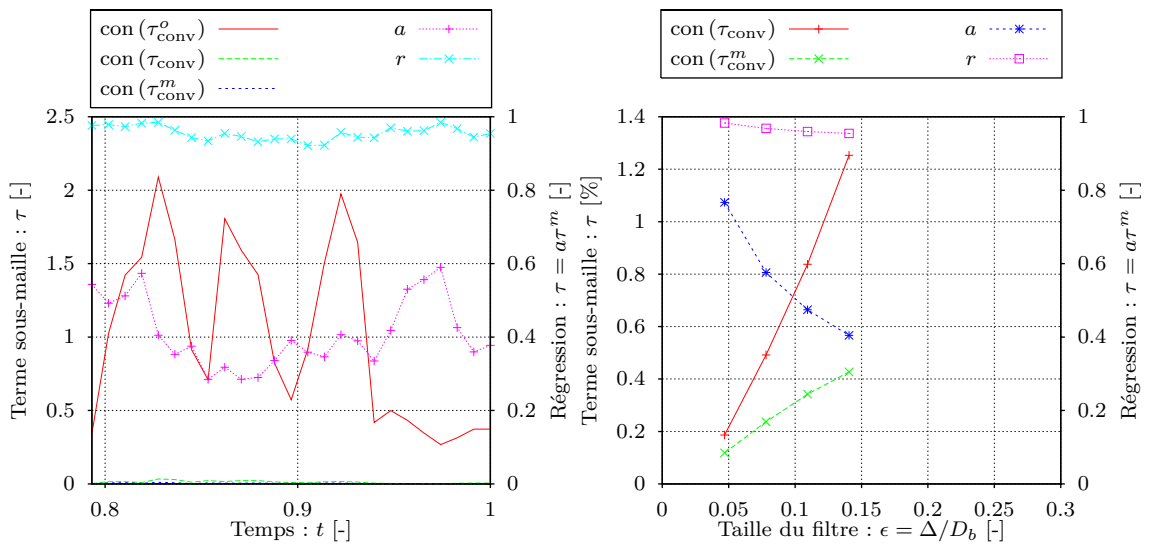 con (τ^o_conv) a
con (τ_conv) r
con (τ^m_conv)
2.5
2
1.5
1
0.5
0
1
0.8
0.6
0.4
0.2
0
0.8 0.9 1
Terme sous-maille : τ [-]
Régression : τ = aτ^m [-]
Temps : t [-]
con (τ_conv) a
con (τ^m_conv) r
1.4
1.2
1
0.8
0.6
0.4
0.2
0
1
0.8
0.6
0.4
0.2
0
0 0.05 0.1 0.15 0.2 0.25 0.3
Terme sous-maille : τ [%]
Régression : τ = aτ^m [-]
Taille du filtre : ϵ = Δ/D_b [-]